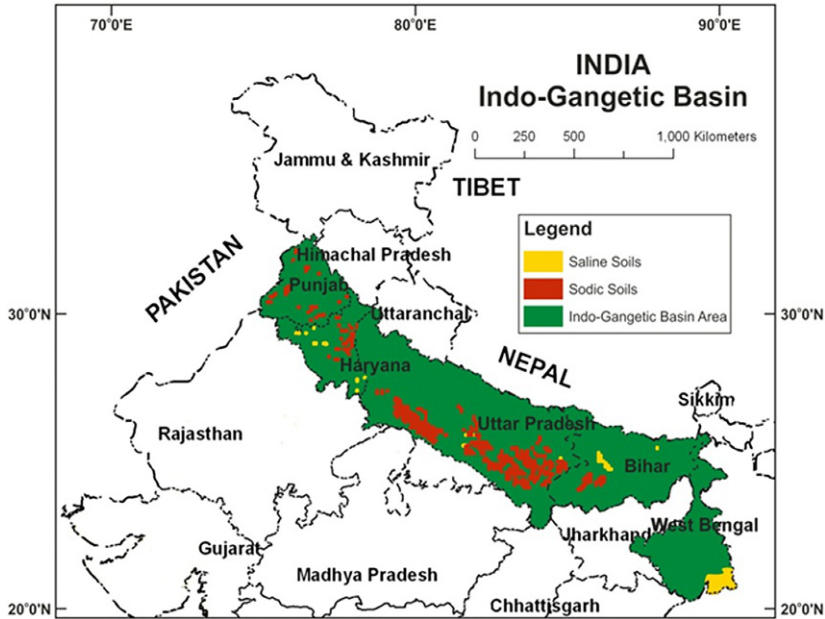 70°0'E 80°0'E 90°0'E
INDIA
Indo-Gangetic Basin
0 250 500 1,000 Kilometers
Jammu & Kashmir
TIBET
Legend
Saline Soils
Sodic Soils
Indo-Gangetic Basin Area
PAKISTAN
Himachal Pradesh
Punjab
30°0'N 30°0'N
Uttaranchal
NEPAL
Haryana
Sikkim
Uttar Pradesh
Rajasthan
Bihar
West Bengal
Jharkhand
Gujarat
Madhya Pradesh
Chhattisgarh
20°0'N 20°0'N